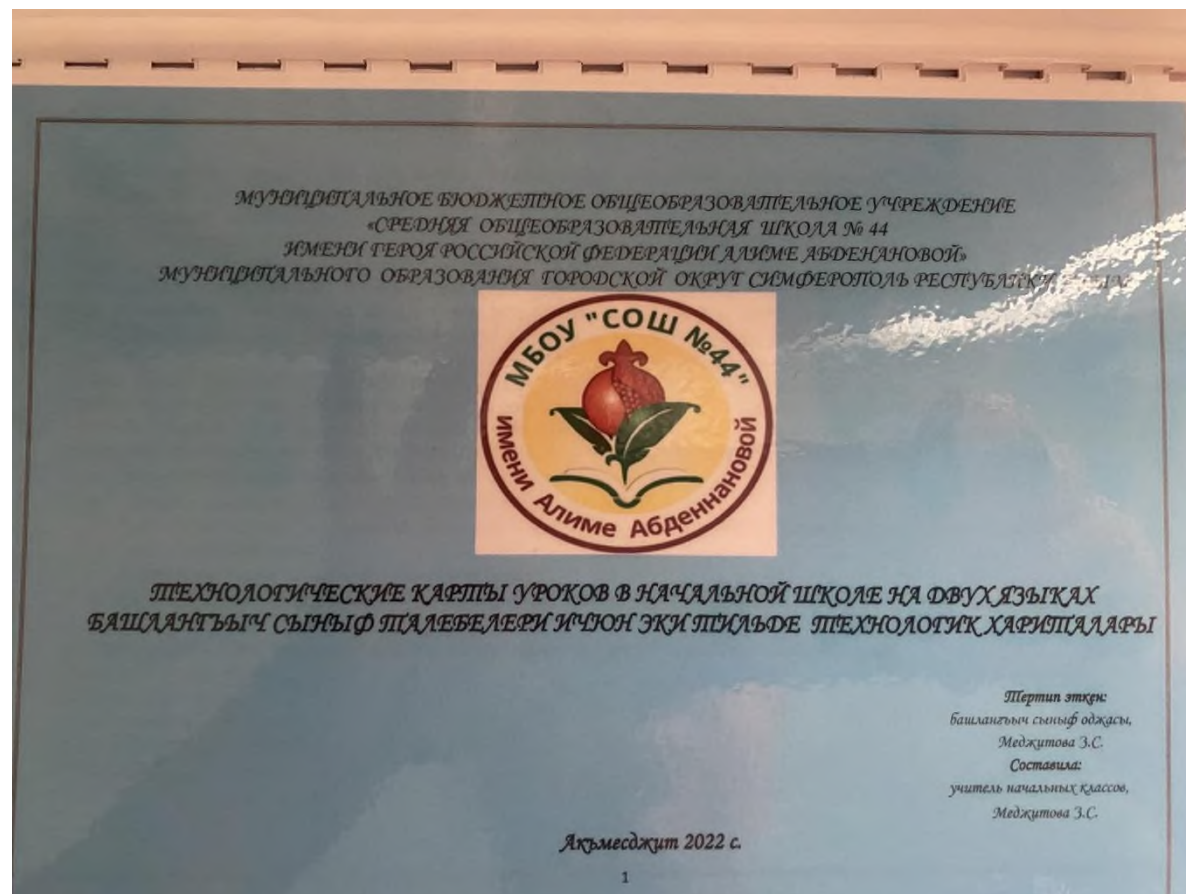 МУНИЦИПАЛЬНОЕ БЮДЖЕТНОЕ ОБЩЕОБРАЗОВАТЕЛЬНОЕ УЧРЕЖДЕНИЕ
«СРЕДНЯЯ ОБЩЕОБРАЗОВАТЕЛЬНАЯ ШКОЛА № 44
ИМЕНИ ГЕРОЯ РОССИЙСКОЙ ФЕДЕРАЦИИ АЛИМЕ АБДЕНАНОВОЙ»
МУНИЦИПАЛЬНОГО ОБРАЗОВАНИЯ ГОРОДСКОЙ ОКРУГ СИМФЕРОПОЛЬ РЕСПУБЛИКИ
МБОУ "СОШ №44"
имени Алиме Абденнановой
ТЕХНОЛОГИЧЕСКИЕ КАРТЫ УРОКОВ В НАЧАЛЬНОЙ ШКОЛЕ НА ДВУХ ЯЗЫКАХ
БАШЛАНГЪЫЧ СЫНЫФ ТАЛЕБЕЛЕРИ ИЧЮН ЭКИ ТИЛЬДЕ ТЕХНОЛОГИК ХАРИТАЛАРЫ
Тертип эткен:
башлангъыч сыныф оджасы,
Меджитова З.С.
Составила:
учитель начальных классов,
Меджитова З.С.
Акъмесджит 2022 с.
1